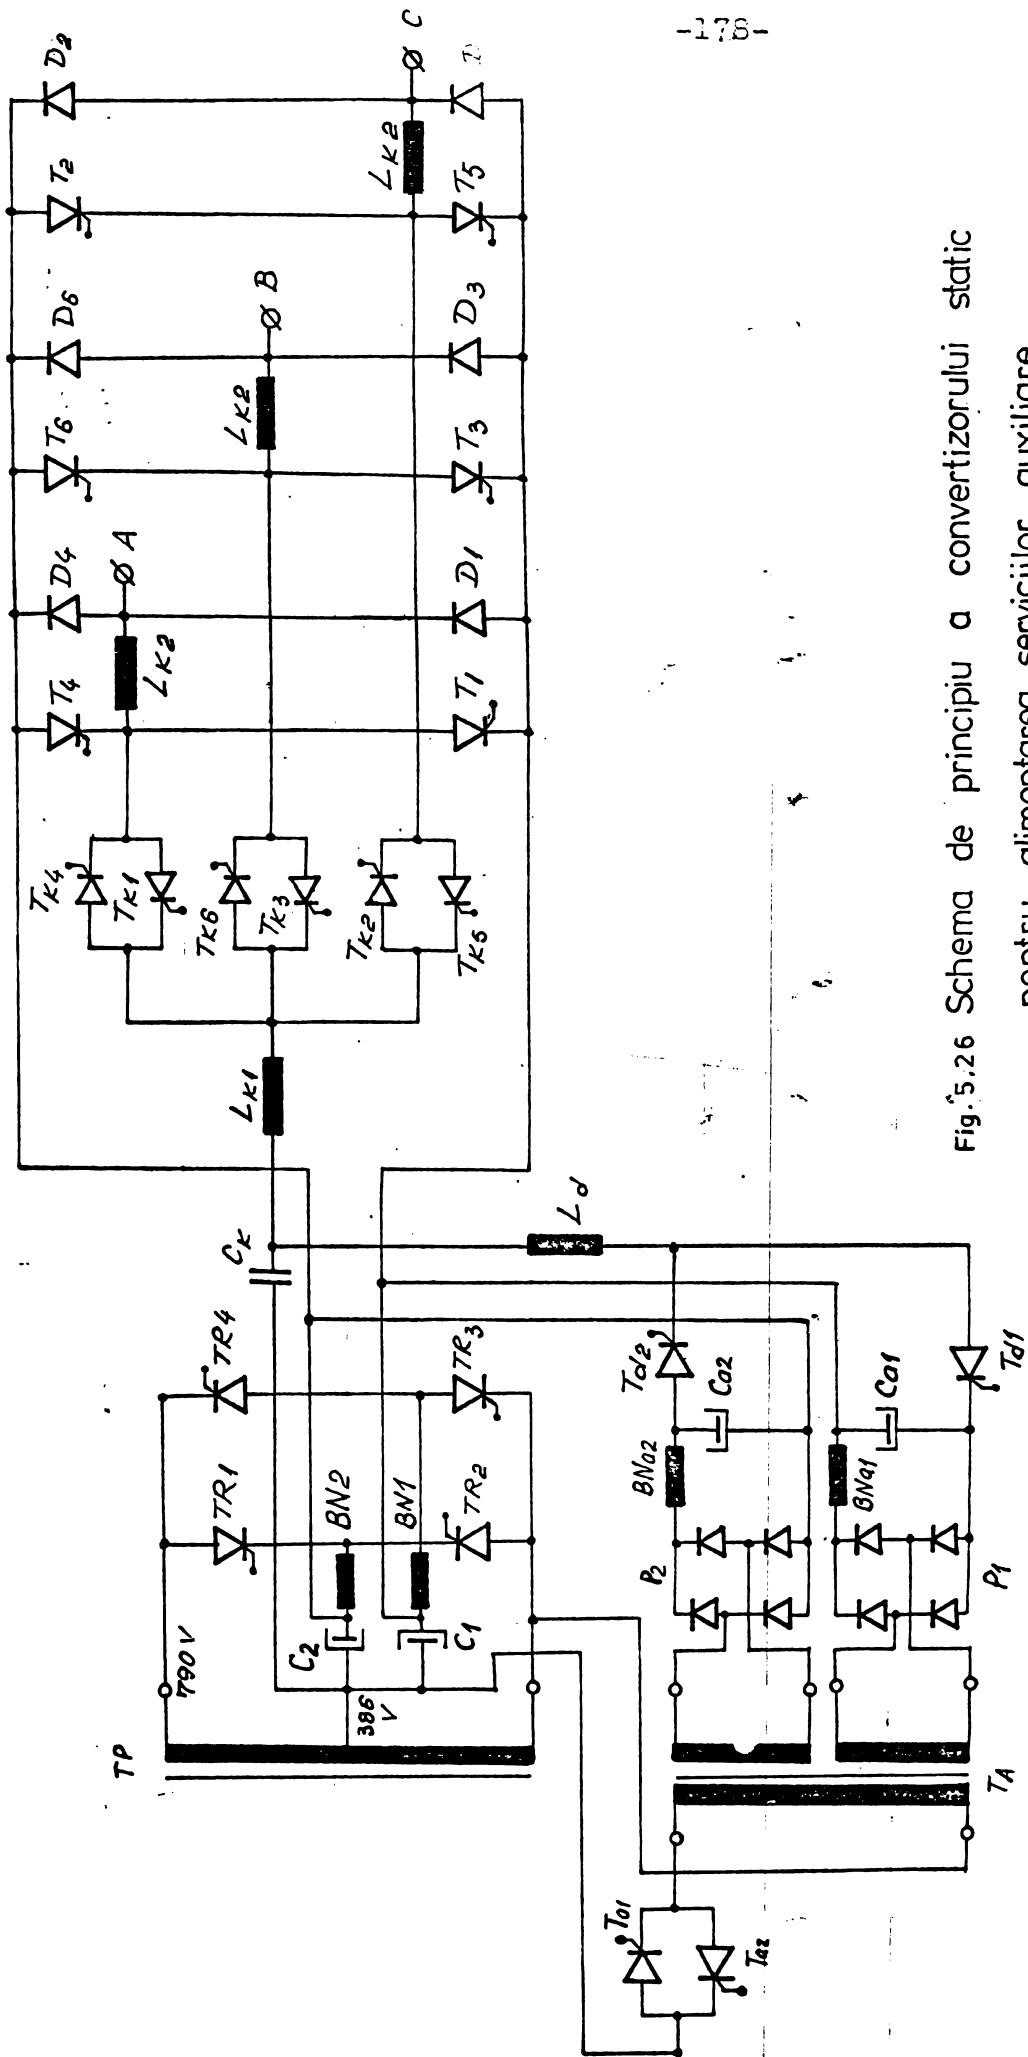 -178-
D2
C
D
T2
LK2
T5
D6
B
D3
T6
LK2
T3
D4
A
D1
T4
LK2
T1
TK4
TK1
TK6
TK3
TK2
TK5
LK1
CK
Ld
TR4
TR3
TR1
BN2
BN1
TR2
C2
C1
790V
386
V
TP
Td2
Ca2
Td1
Ca1
BNa2
BNa1
P2
P1
TA
Ta1
Ta2
Fig. 5.26 Schema de principiu a convertizorului static
pentru alimentarea serviciilor auxiliare